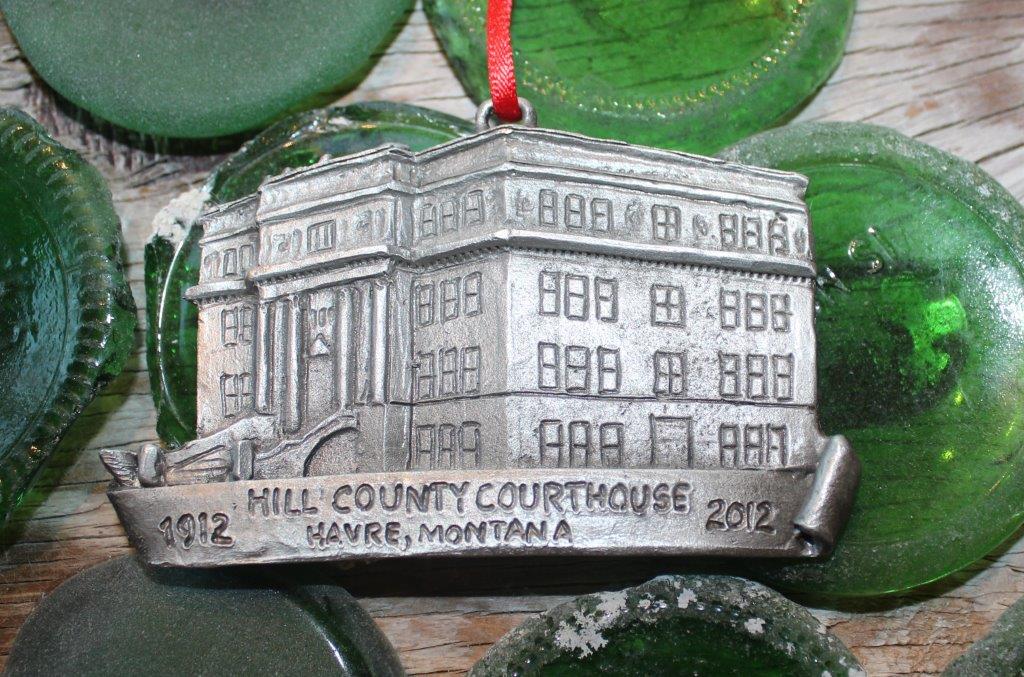 HILL COUNTY COURTHOUSE
1912 HAVRE, MONTANA 2012